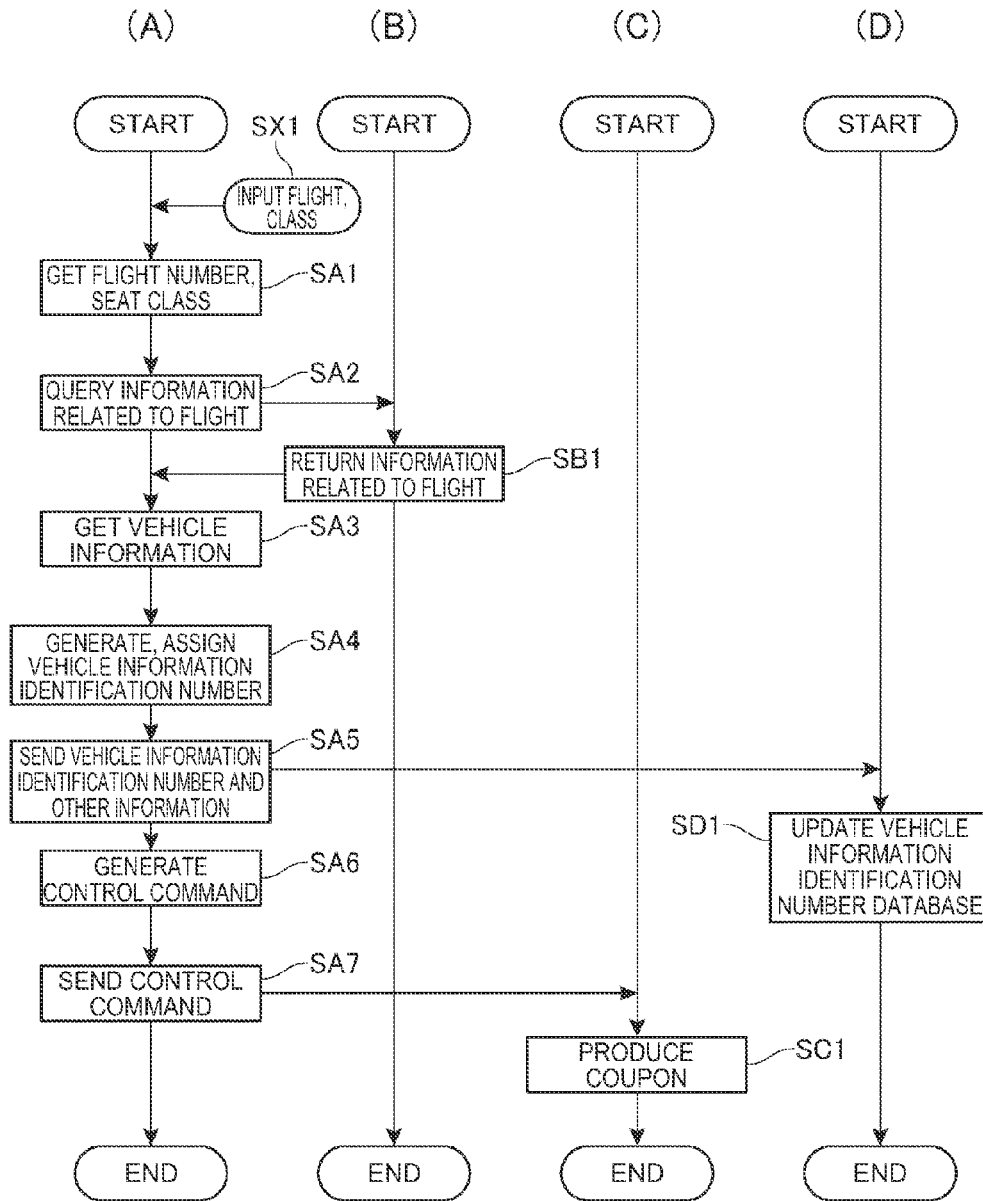 (A)
(B)
(C)
(D)
START
START
START
START
SX1
INPUT FLIGHT,
CLASS
GET FLIGHT NUMBER,
SEAT CLASS
SA1
QUERY INFORMATION
RELATED TO FLIGHT
SA2
RETURN INFORMATION
RELATED TO FLIGHT
SB1
GET VEHICLE
INFORMATION
SA3
GENERATE, ASSIGN
VEHICLE INFORMATION
IDENTIFICATION NUMBER
SA4
SEND VEHICLE INFORMATION
IDENTIFICATION NUMBER AND
OTHER INFORMATION
SA5
SD1
UPDATE VEHICLE
INFORMATION
IDENTIFICATION
NUMBER DATABASE
GENERATE
CONTROL COMMAND
SA6
SEND CONTROL
COMMAND
SA7
PRODUCE
COUPON
SC1
END
END
END
END